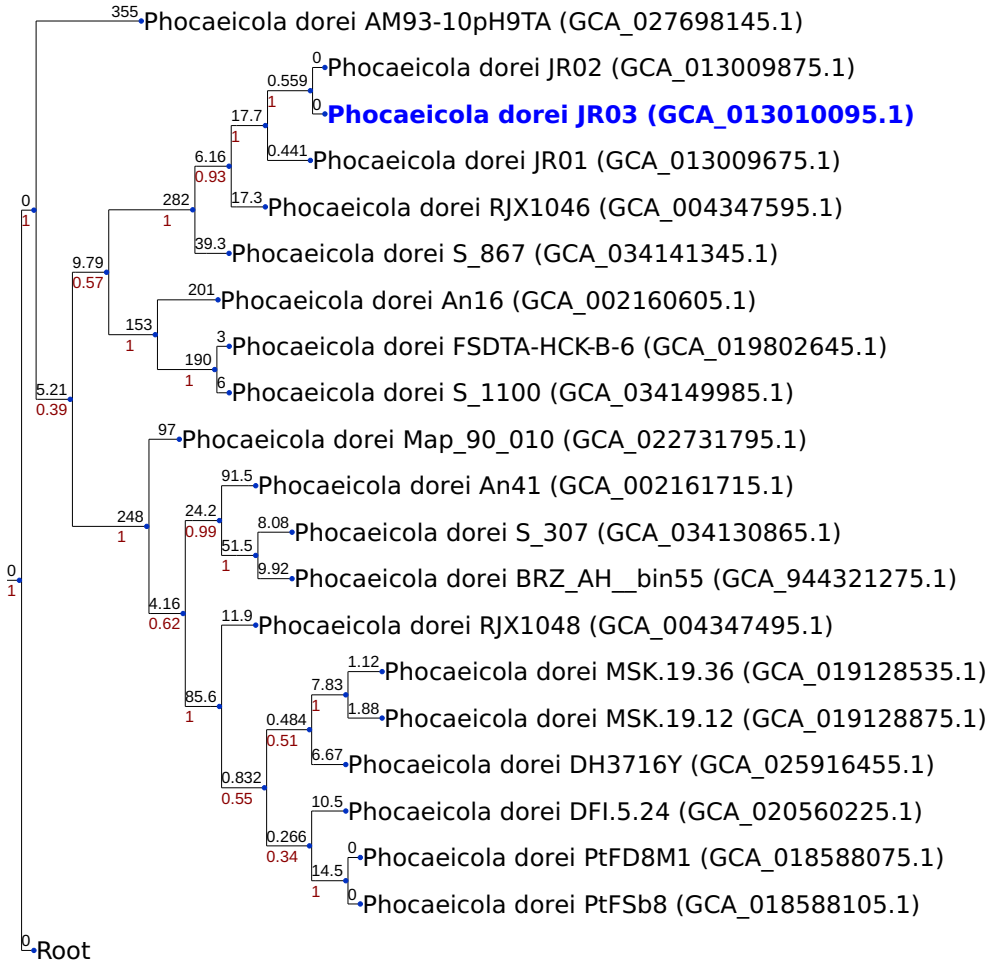 355 Phocaeicola dorei AM93-10pH9TA (GCA_027698145.1)
0 Phocaeicola dorei JR02 (GCA_013009875.1)
0.559
1
0 Phocaeicola dorei JR03 (GCA_013010095.1)
17.7
1
0.441 Phocaeicola dorei JR01 (GCA_013009675.1)
6.16
0.93
17.3 Phocaeicola dorei RJX1046 (GCA_004347595.1)
0
1
282
1
39.3 Phocaeicola dorei S_867 (GCA_034141345.1)
9.79
0.57
201 Phocaeicola dorei An16 (GCA_002160605.1)
153
1
3 Phocaeicola dorei FSDTA-HCK-B-6 (GCA_019802645.1)
190
1
6 Phocaeicola dorei S_1100 (GCA_034149985.1)
5.21
0.39
97 Phocaeicola dorei Map_90_010 (GCA_022731795.1)
91.5 Phocaeicola dorei An41 (GCA_002161715.1)
248
1
24.2
0.99
8.08 Phocaeicola dorei S_307 (GCA_034130865.1)
51.5
1
9.92 Phocaeicola dorei BRZ_AH__bin55 (GCA_944321275.1)
0
1
4.16
0.62
11.9 Phocaeicola dorei RJX1048 (GCA_004347495.1)
1.12 Phocaeicola dorei MSK.19.36 (GCA_019128535.1)
7.83
1
85.6
1
1.88 Phocaeicola dorei MSK.19.12 (GCA_019128875.1)
0.484
0.51
6.67 Phocaeicola dorei DH3716Y (GCA_025916455.1)
0.832
0.55
10.5 Phocaeicola dorei DFI.5.24 (GCA_020560225.1)
0.266
0.34
0 Phocaeicola dorei PtFD8M1 (GCA_018588075.1)
14.5
1
0 Phocaeicola dorei PtFSb8 (GCA_018588105.1)
0 Root